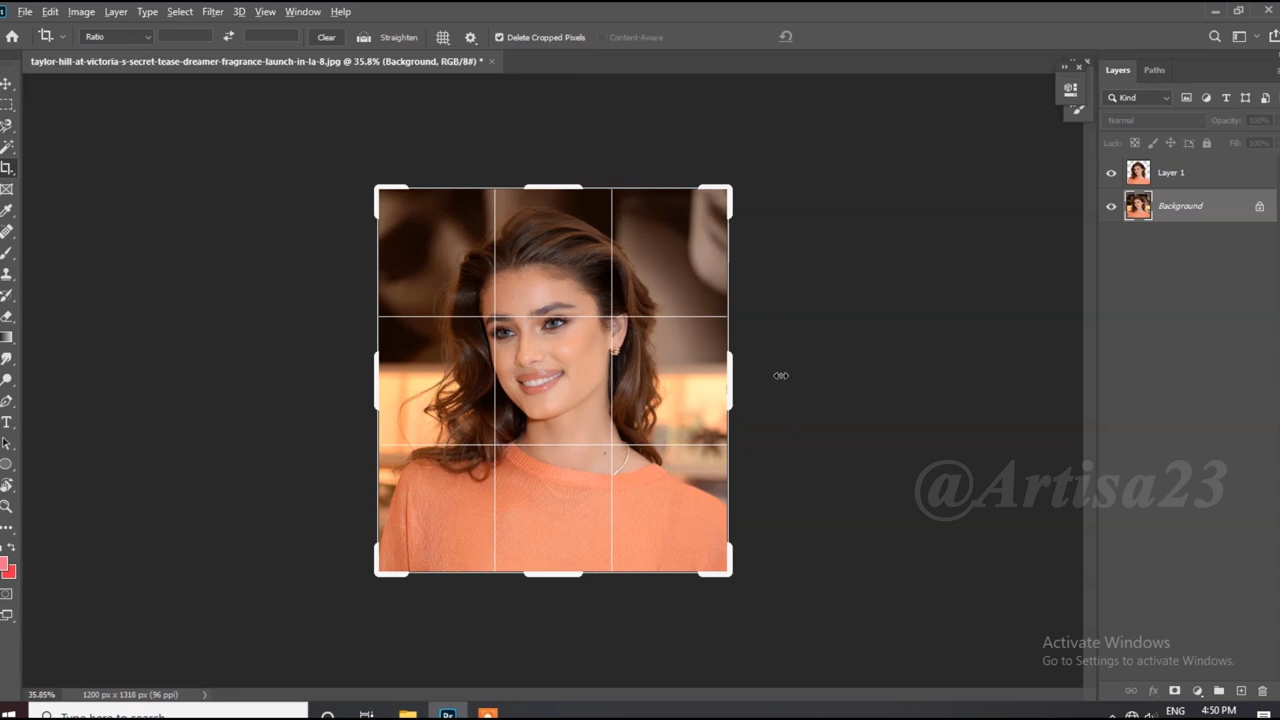 File Edit Image Layer Type Select Filter 3D View Window Help
Ratio Clear Straighten Delete Cropped Pixels Content-Aware
taylor-hill-at-victoria-s-secret-tease-dreamer-fragrance-launch-in-la-8.jpg @ 35.8% (Background, RGB/8#) *
Layers Paths
Kind
Normal Opacity: 100%
Lock: Fill: 100%
Layer 1
Background
@Artisa23
Activate Windows
Go to Settings to activate Windows.
35.85% 1200 px x 1318 px (96 ppi)
Type here to search
Ps
ENG 4:50 PM